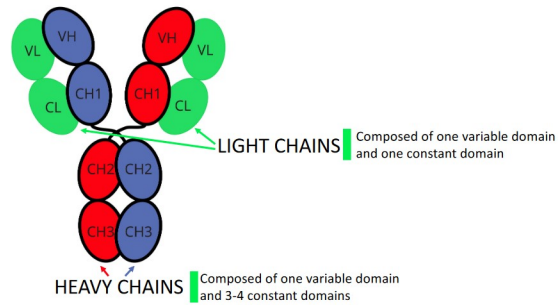 VH
VH
VL
VL
CH1
CH1
CL
CL
LIGHT CHAINS
Composed of one variable domain
and one constant domain
CH2
CH2
CH3
CH3
HEAVY CHAINS
Composed of one variable domain
and 3-4 constant domains